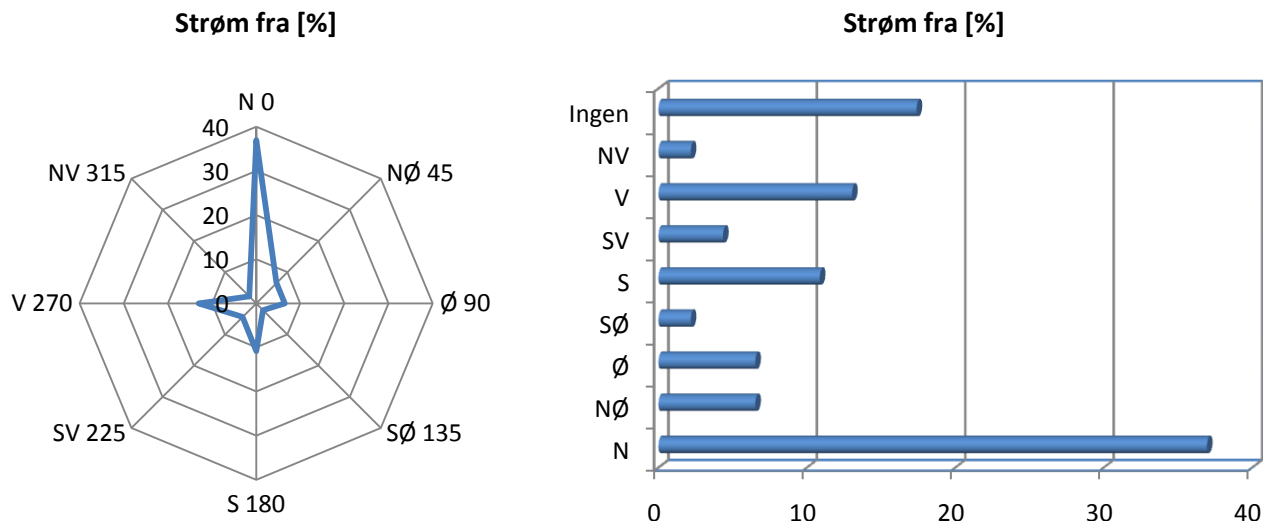 Strøm fra [%]
N 0
NØ 45
Ø 90
SØ 135
S 180
SV 225
V 270
NV 315
40
30
20
10
0
Strøm fra [%]
Ingen
NV
V
SV
S
SØ
Ø
NØ
N
0 10 20 30 40